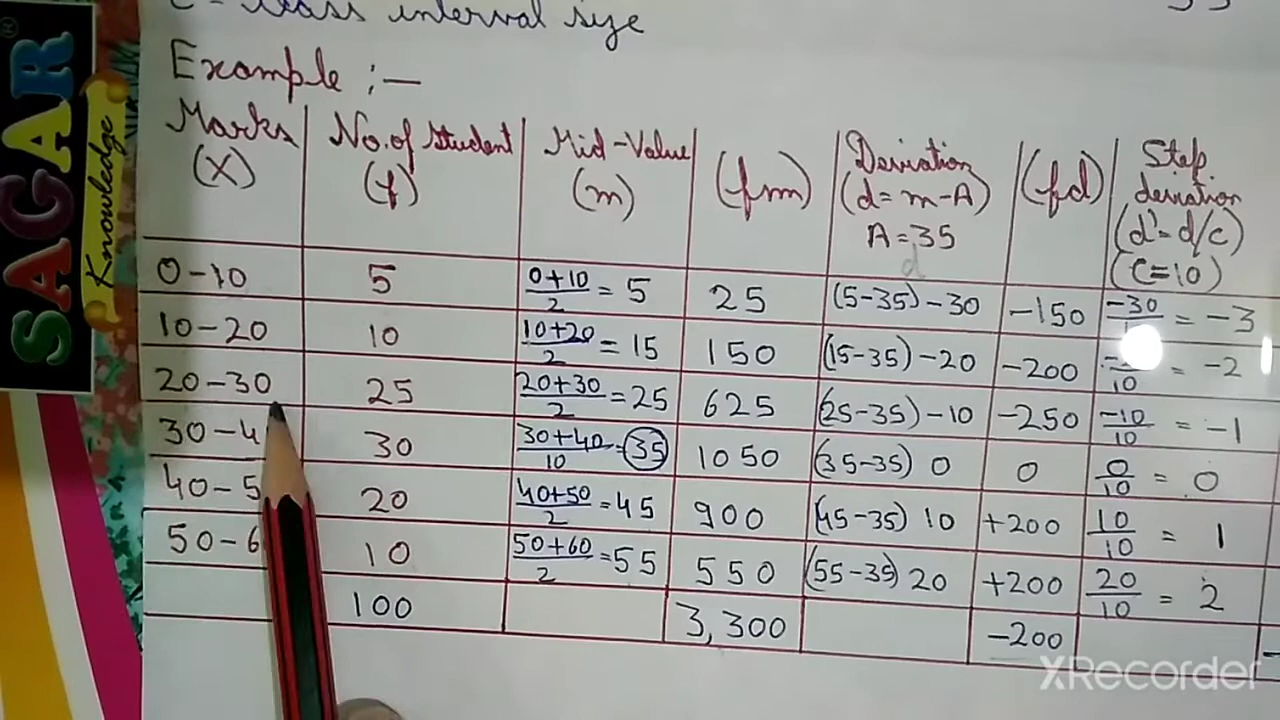 C - Class interval sye
Example :—
Marks (X) | No. of Student (f) | Mid-Value (m) | (fm) | Deviation (d = m-A) A = 35 | (fd) | Step deviation (d' = d/c) (C=10)
0-10 | 5 | 0+10/2 = 5 | 25 | (5-35) -30 | -150 | -30/ = -3
10-20 | 10 | 10+20/2 = 15 | 150 | (15-35) -20 | -200 | /10 = -2
20-30 | 25 | 20+30/2 = 25 | 625 | (25-35) -10 | -250 | -10/10 = -1
30-4 | 30 | 30+40/10 = 35 | 1050 | (35-35) 0 | 0 | 0/10 = 0
40-5 | 20 | 40+50/2 = 45 | 900 | (45-35) 10 | +200 | 10/10 = 1
50-6 | 10 | 50+60/2 = 55 | 550 | (55-35) 20 | +200 | 20/10 = 2
100 | 3,300 | -200
SAGAR
Knowledge
XRecorder